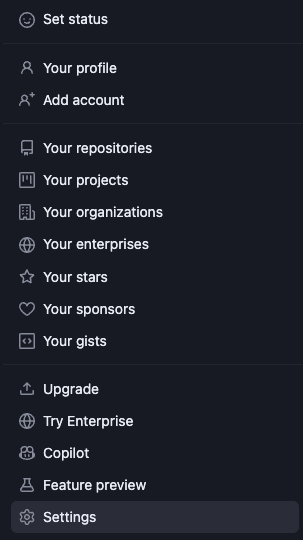 Set status
Your profile
Add account
Your repositories
Your projects
Your organizations
Your enterprises
Your stars
Your sponsors
Your gists
Upgrade
Try Enterprise
Copilot
Feature preview
Settings